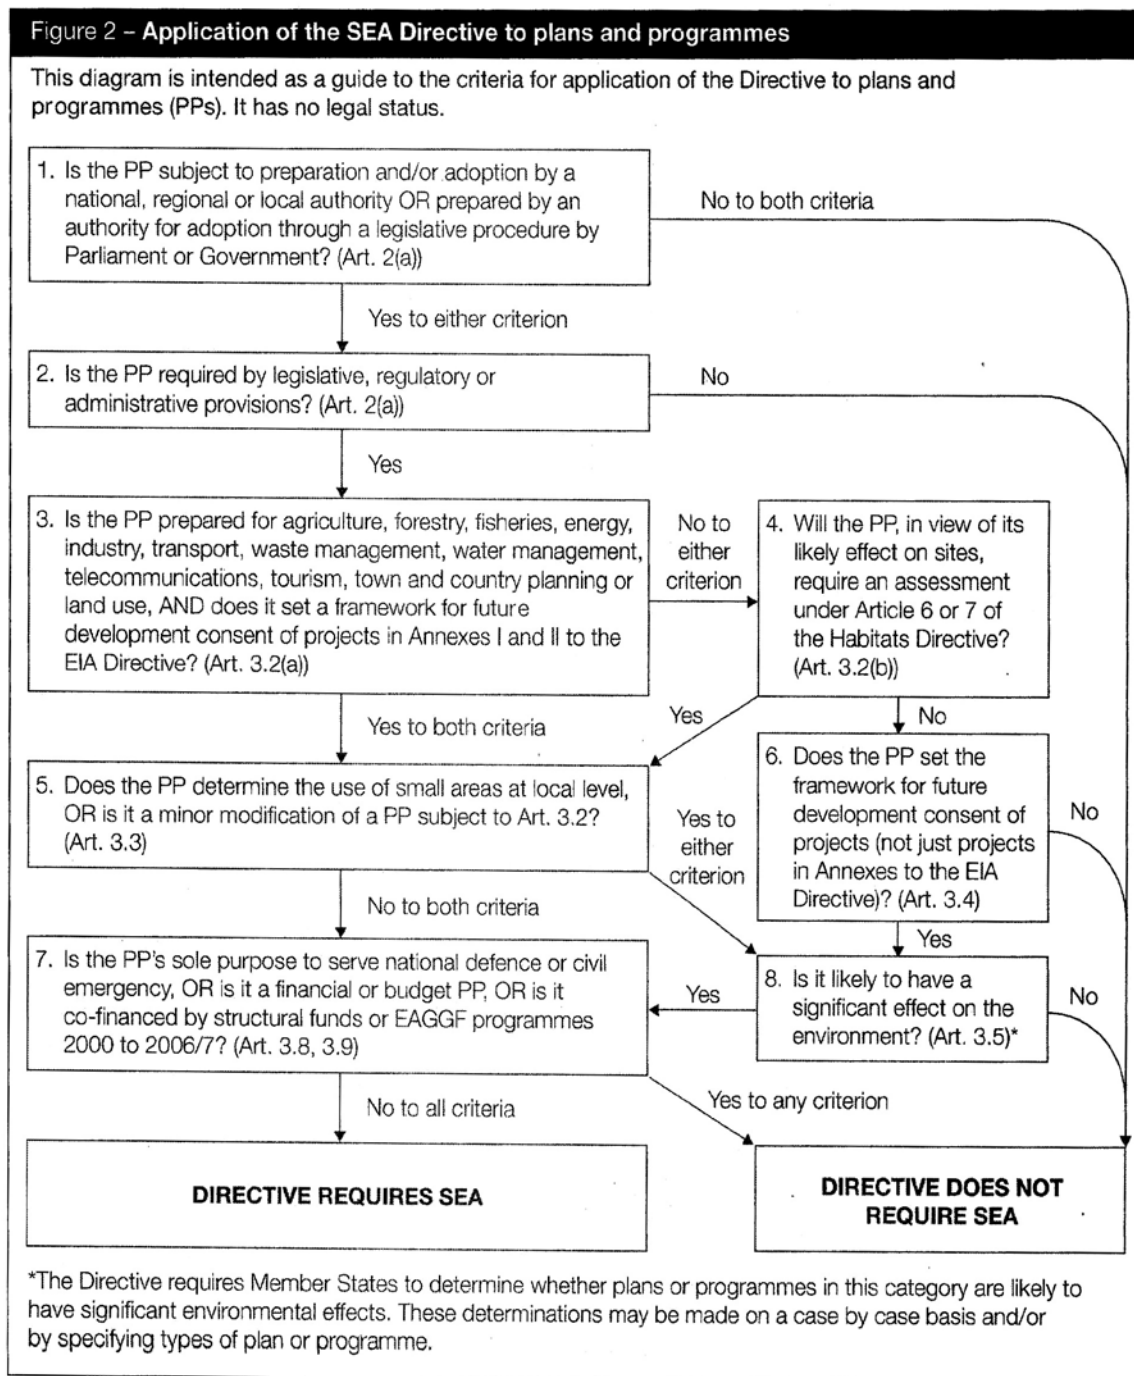 Figure 2 – Application of the SEA Directive to plans and programmes
This diagram is intended as a guide to the criteria for application of the Directive to plans and
programmes (PPs). It has no legal status.
1. Is the PP subject to preparation and/or adoption by a
national, regional or local authority OR prepared by an
authority for adoption through a legislative procedure by
Parliament or Government? (Art. 2(a))
No to both criteria
Yes to either criterion
2. Is the PP required by legislative, regulatory or
administrative provisions? (Art. 2(a))
No
Yes
3. Is the PP prepared for agriculture, forestry, fisheries, energy,
industry, transport, waste management, water management,
telecommunications, tourism, town and country planning or
land use, AND does it set a framework for future
development consent of projects in Annexes I and II to the
EIA Directive? (Art. 3.2(a))
No to
either
criterion
4. Will the PP, in view of its
likely effect on sites,
require an assessment
under Article 6 or 7 of
the Habitats Directive?
(Art. 3.2(b))
Yes to both criteria
Yes
No
5. Does the PP determine the use of small areas at local level,
OR is it a minor modification of a PP subject to Art. 3.2?
(Art. 3.3)
Yes to
either
criterion
6. Does the PP set the
framework for future
development consent of
projects (not just projects
in Annexes to the EIA
Directive)? (Art. 3.4)
No
No to both criteria
Yes
7. Is the PP's sole purpose to serve national defence or civil
emergency, OR is it a financial or budget PP, OR is it
co-financed by structural funds or EAGGF programmes
2000 to 2006/7? (Art. 3.8, 3.9)
Yes
8. Is it likely to have a
significant effect on the
environment? (Art. 3.5)*
No
No to all criteria
Yes to any criterion
DIRECTIVE REQUIRES SEA
DIRECTIVE DOES NOT
REQUIRE SEA
*The Directive requires Member States to determine whether plans or programmes in this category are likely to
have significant environmental effects. These determinations may be made on a case by case basis and/or
by specifying types of plan or programme.